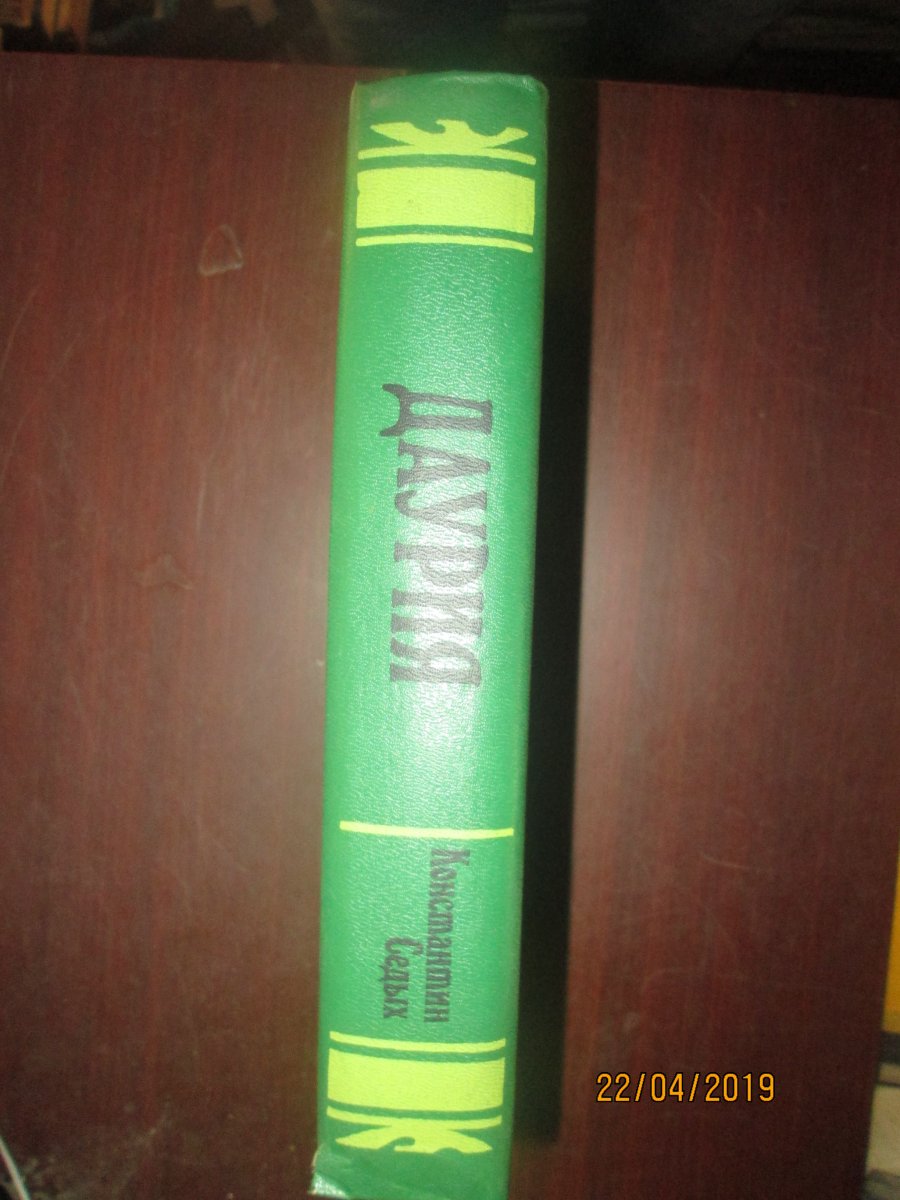 ДАУРИЯ
Константин
Седых
22/04/2019